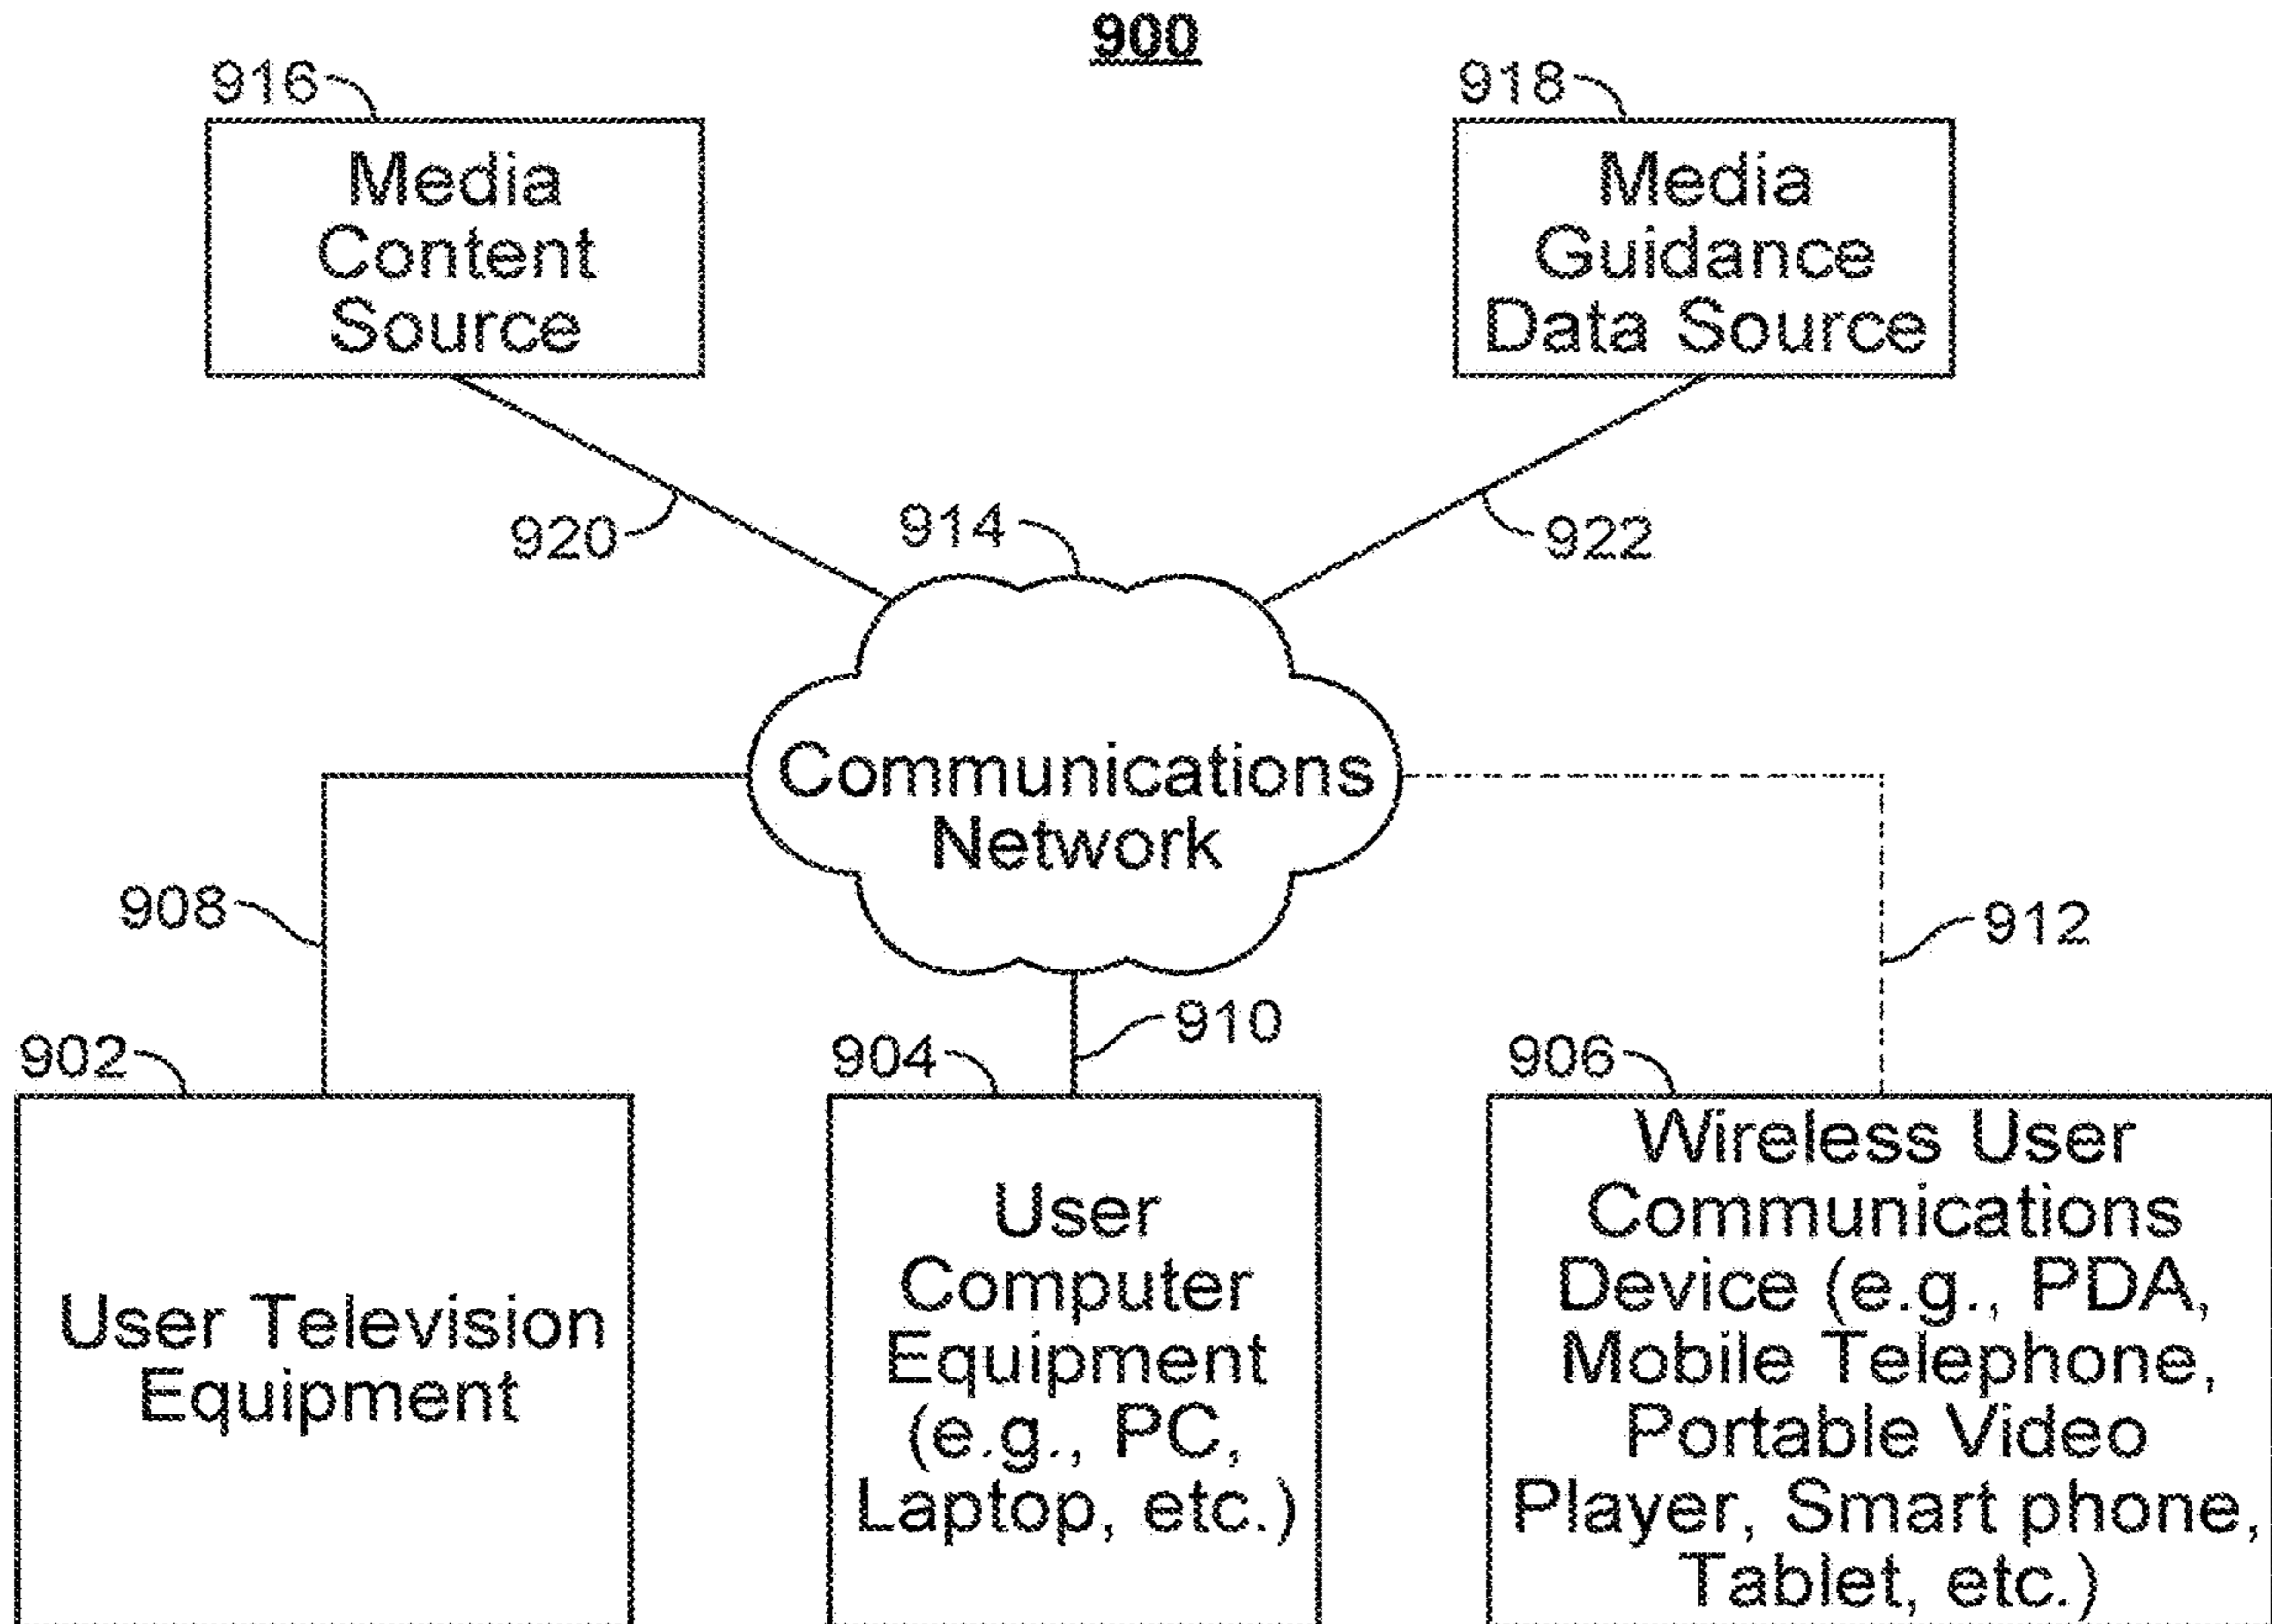 900
916
918
Media
Content
Source
Media
Guidance
Data Source
920
914
922
Communications
Network
908
912
910
902
904
906
User Television
Equipment
User
Computer
Equipment
(e.g., PC,
Laptop, etc.)
Wireless User
Communications
Device (e.g., PDA,
Mobile Telephone,
Portable Video
Player, Smart phone,
Tablet, etc.)